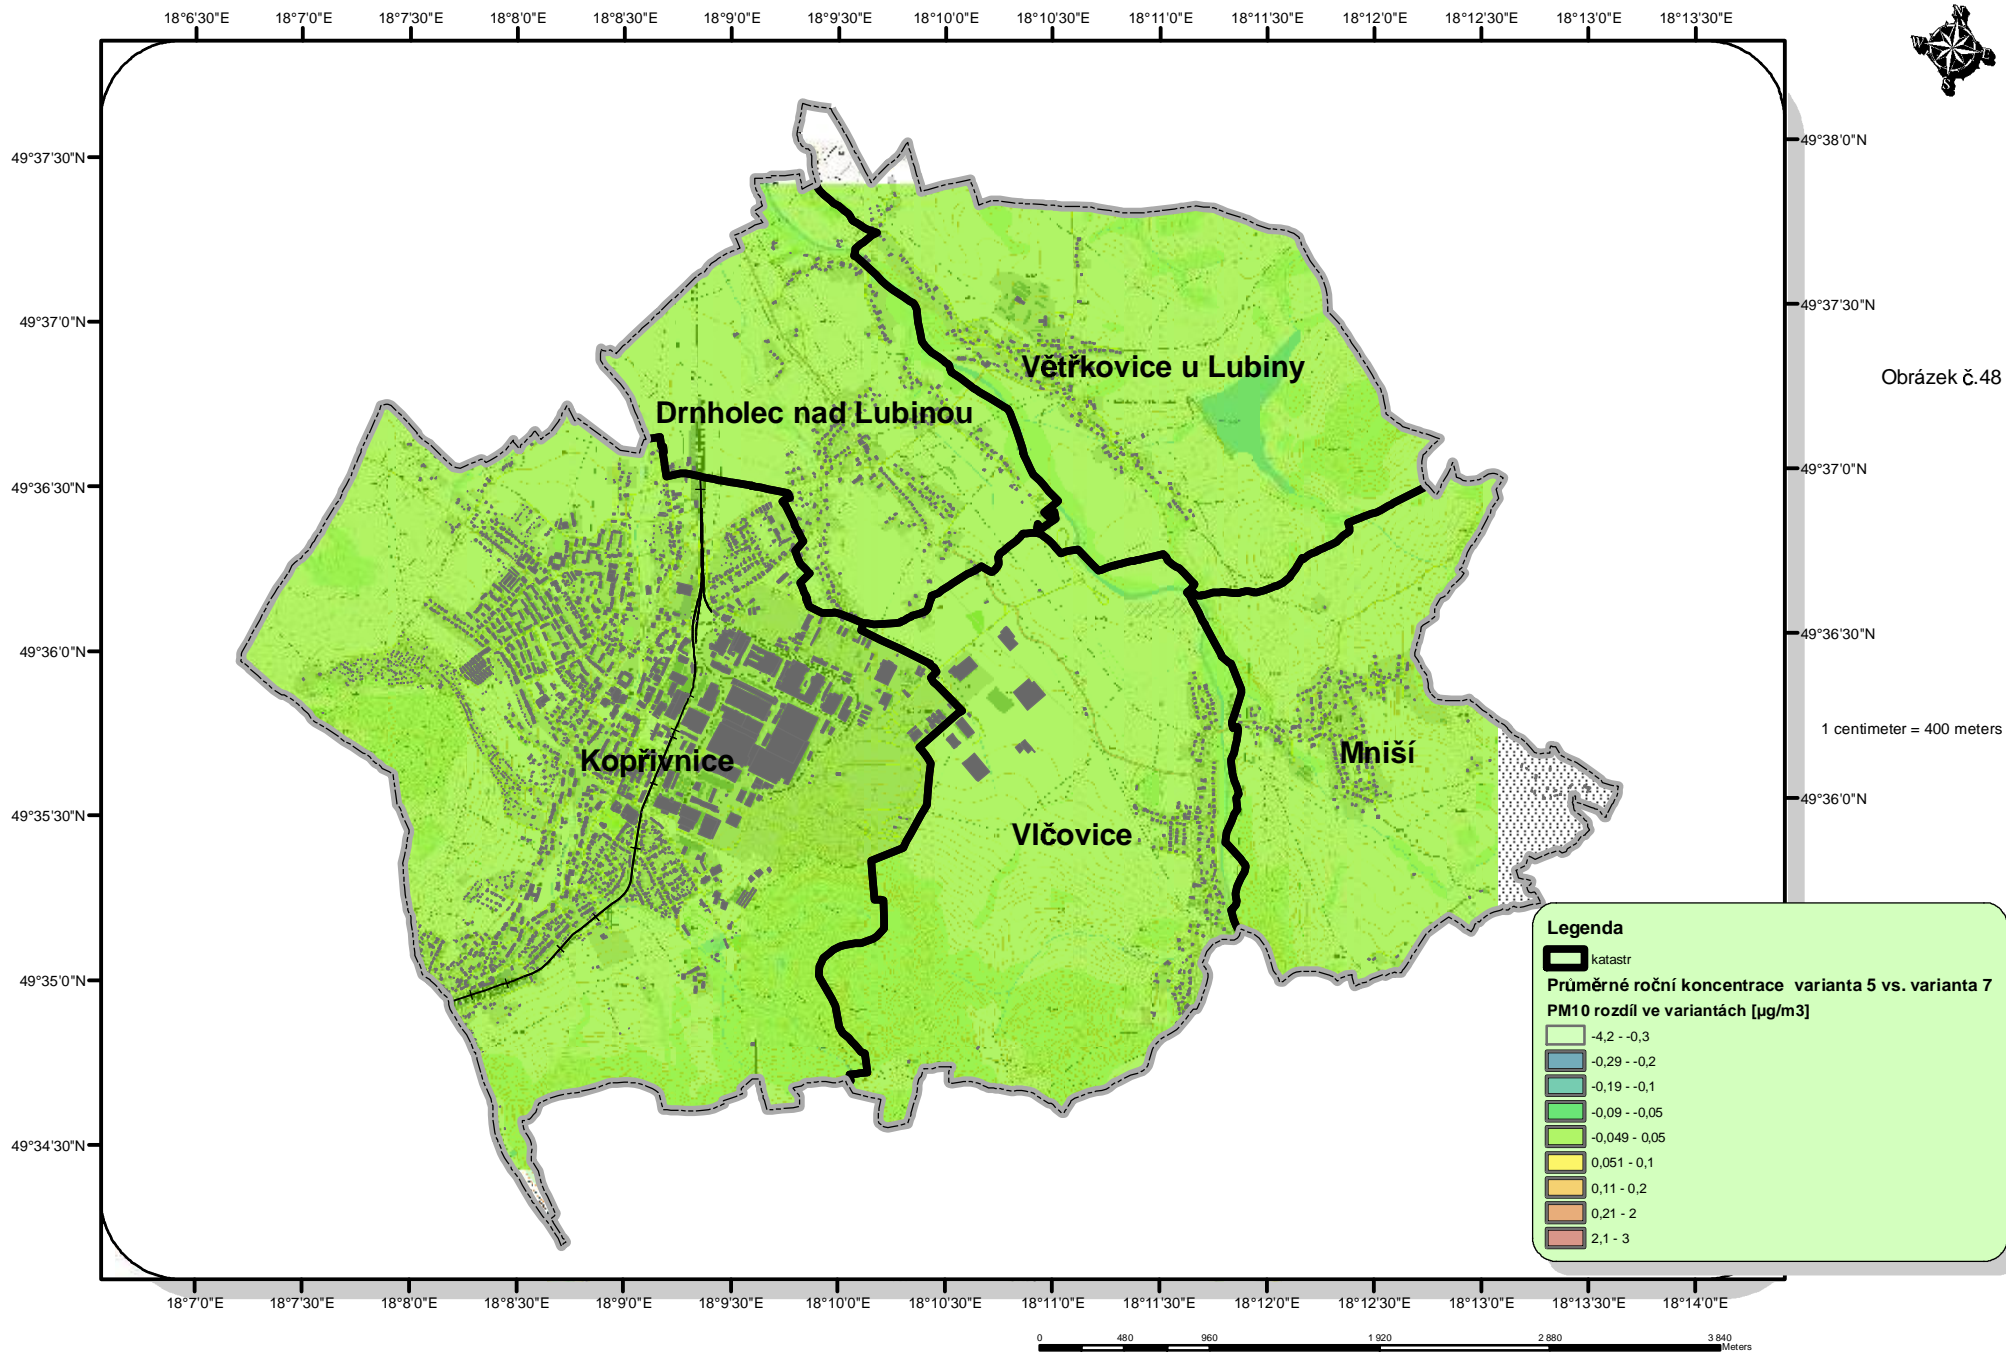 18°6'30"E 18°7'0"E 18°7'30"E 18°8'0"E 18°8'30"E 18°9'0"E 18°9'30"E 18°10'0"E 18°10'30"E 18°11'0"E 18°11'30"E 18°12'0"E 18°12'30"E 18°13'0"E 18°13'30"E
49°38'0"N
49°37'30"N
49°37'30"N
49°37'0"N
Větřkovice u Lubiny
Obrázek č.48
Drnholec nad Lubinou
49°37'0"N
49°36'30"N
49°36'30"N
49°36'0"N
1 centimeter = 400 meters
Mniší
Kopřivnice
49°36'0"N
49°35'30"N
Vlčovice
49°35'0"N
49°34'30"N
Legenda
katastr
Průměrné roční koncentrace varianta 5 vs. varianta 7
PM10 rozdíl ve variantách [µg/m3]
-4,2 - -0,3
-0,29 - -0,2
-0,19 - -0,1
-0,09 - -0,05
-0,049 - 0,05
0,051 - 0,1
0,11 - 0,2
0,21 - 2
2,1 - 3
18°7'0"E 18°7'30"E 18°8'0"E 18°8'30"E 18°9'0"E 18°9'30"E 18°10'0"E 18°10'30"E 18°11'0"E 18°11'30"E 18°12'0"E 18°12'30"E 18°13'0"E 18°13'30"E 18°14'0"E
0 480 960 1 920 2 880 3 840
Meters